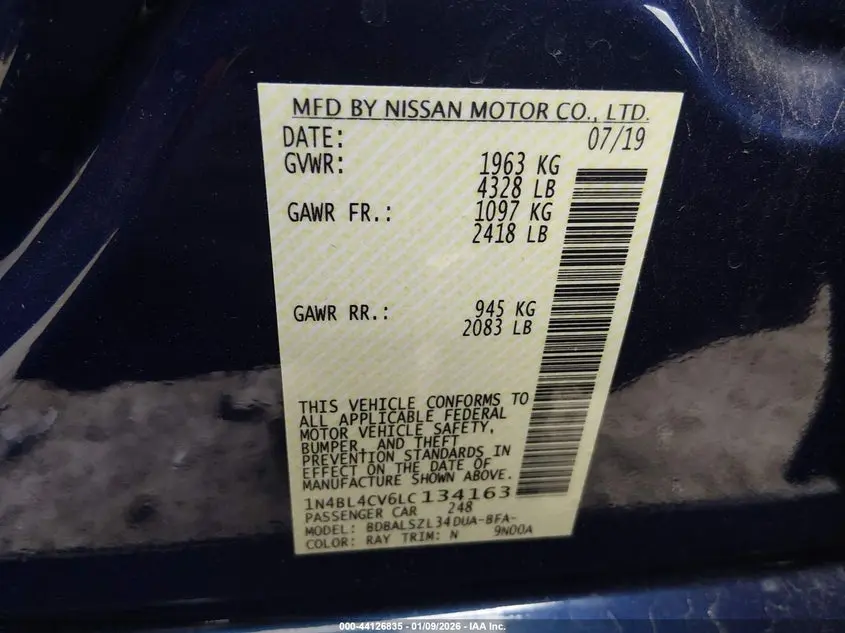 MFD BY NISSAN MOTOR CO., LTD.
DATE: 07/19
GVWR: 1963 KG
4328 LB
GAWR FR.: 1097 KG
2418 LB
GAWR RR.: 945 KG
2083 LB
THIS VEHICLE CONFORMS TO
ALL APPLICABLE FEDERAL
MOTOR VEHICLE SAFETY,
BUMPER, AND THEFT
PREVENTION STANDARDS IN
EFFECT ON THE DATE OF
MANUFACTURE SHOWN ABOVE.
1N4BL4CV6LC134163
PASSENGER CAR 248
MODEL: BDBALSZL34DUA-BFA-
COLOR: RAY TRIM: N 9N00A
000-44126835 - 01/09/2026 - IAA Inc.